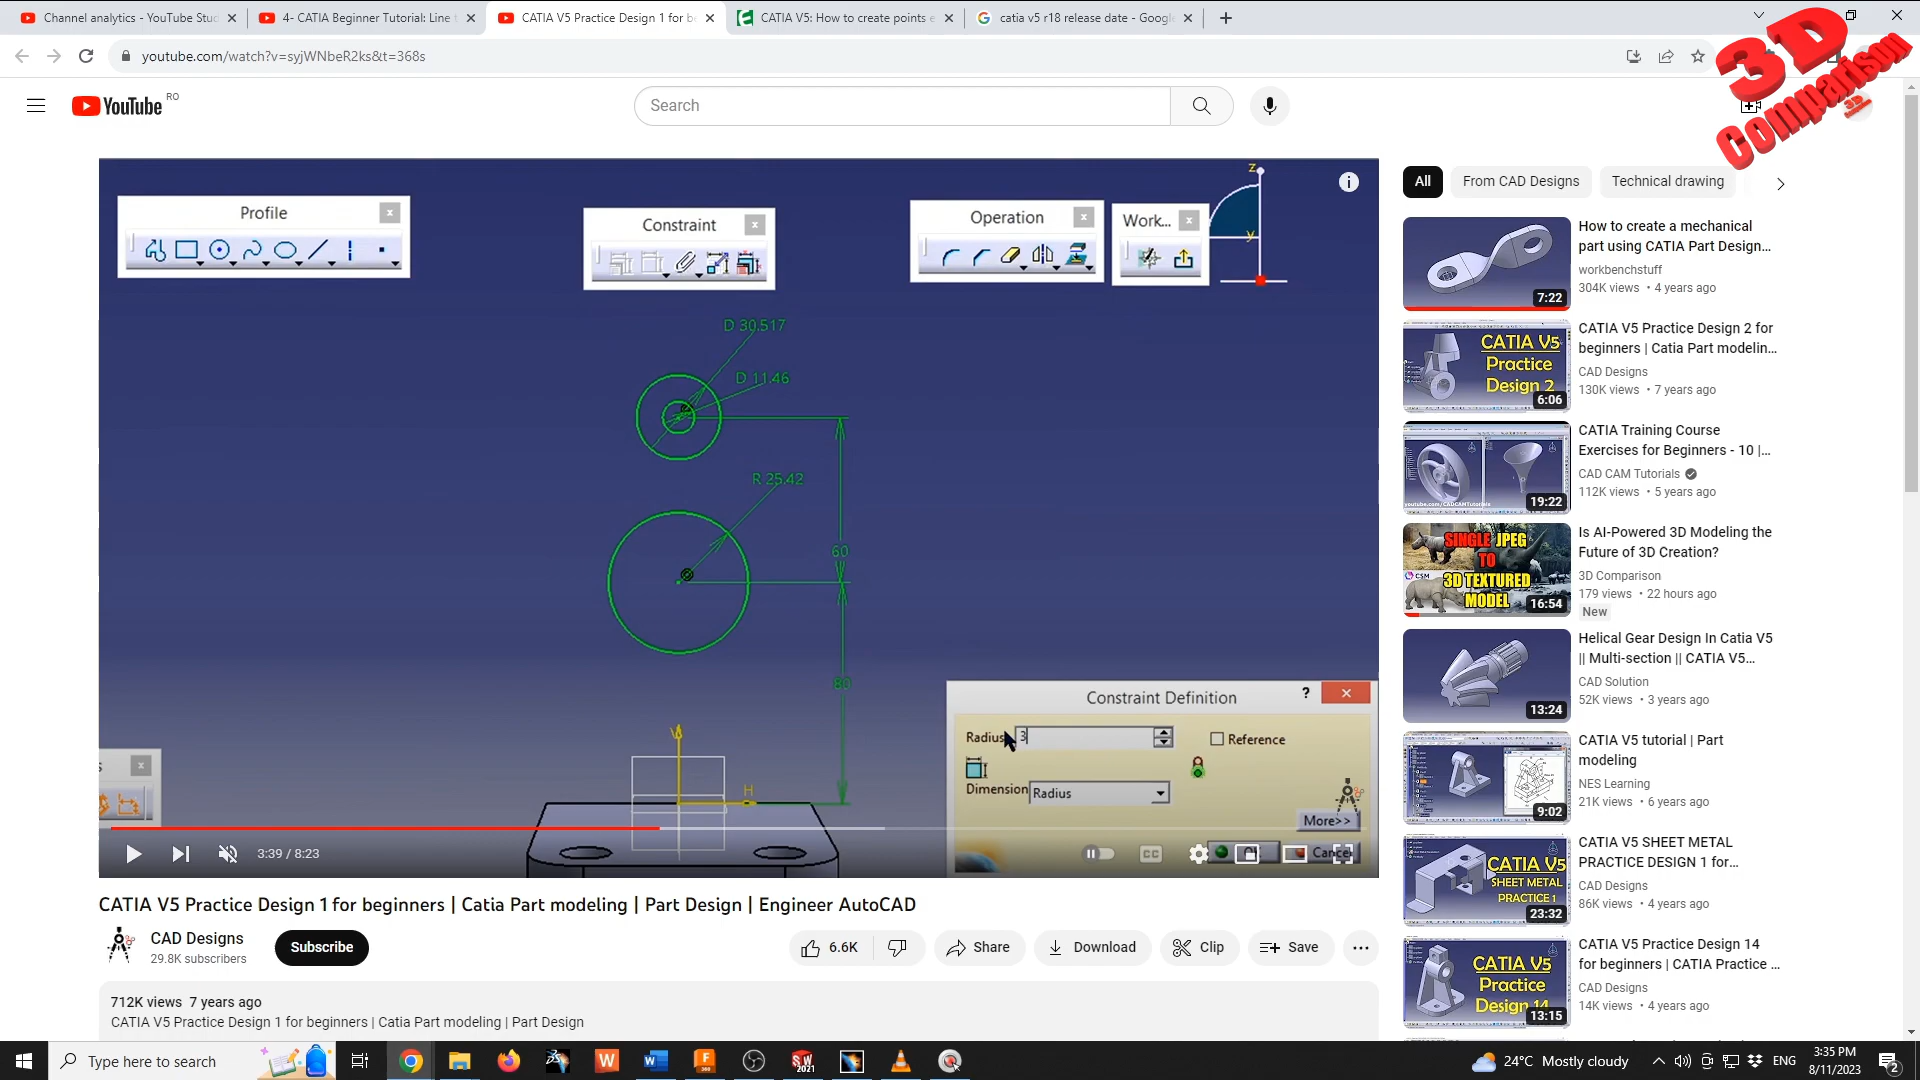 Channel analytics - YouTube Stu
4- CATIA Beginner Tutorial: Line
CATIA V5 Practice Design 1 for b
CATIA V5: How to create points
catia v5 r18 release date - Google
youtube.com/watch?v=syjWNbeR2ks&t=368s
3D
Comparison
YouTube RO
Search
Profile
Constraint
Operation
Work...
z
y
D 30.517
D 11.46
R 25.42
60
80
V
H
s
Constraint Definition
?
Radius
3
Reference
Dimension
Radius
More>>
Cancel
3:39 / 8:23
CC
CATIA V5 Practice Design 1 for beginners | Catia Part modeling | Part Design | Engineer AutoCAD
CAD Designs
29.8K subscribers
Subscribe
6.6K
Share
Download
Clip
Save
712K views 7 years ago
CATIA V5 Practice Design 1 for beginners | Catia Part modeling | Part Design
All
From CAD Designs
Technical drawing
7:22
How to create a mechanical
part using CATIA Part Design...
workbenchstuff
304K views • 4 years ago
CATIA V5
Practice
Design 2
6:06
CATIA V5 Practice Design 2 for
beginners | Catia Part modelin...
CAD Designs
130K views • 7 years ago
19:22
CATIA Training Course
Exercises for Beginners - 10 |...
CAD CAM Tutorials
112K views • 5 years ago
SINGLE JPEG
TO
3D TEXTURED
MODEL
CSM
16:54
Is AI-Powered 3D Modeling the
Future of 3D Creation?
3D Comparison
179 views • 22 hours ago
New
13:24
Helical Gear Design In Catia V5
|| Multi-section || CATIA V5...
CAD Solution
52K views • 3 years ago
9:02
CATIA V5 tutorial | Part
modeling
NES Learning
21K views • 6 years ago
CATIA V5
SHEET METAL
PRACTICE 1
23:32
CATIA V5 SHEET METAL
PRACTICE DESIGN 1 for...
CAD Designs
86K views • 4 years ago
CATIA V5
Practice
Design 14
13:15
CATIA V5 Practice Design 14
for beginners | CATIA Practice ...
CAD Designs
14K views • 4 years ago
Type here to search
24°C Mostly cloudy
ENG
3:35 PM
8/11/2023
2